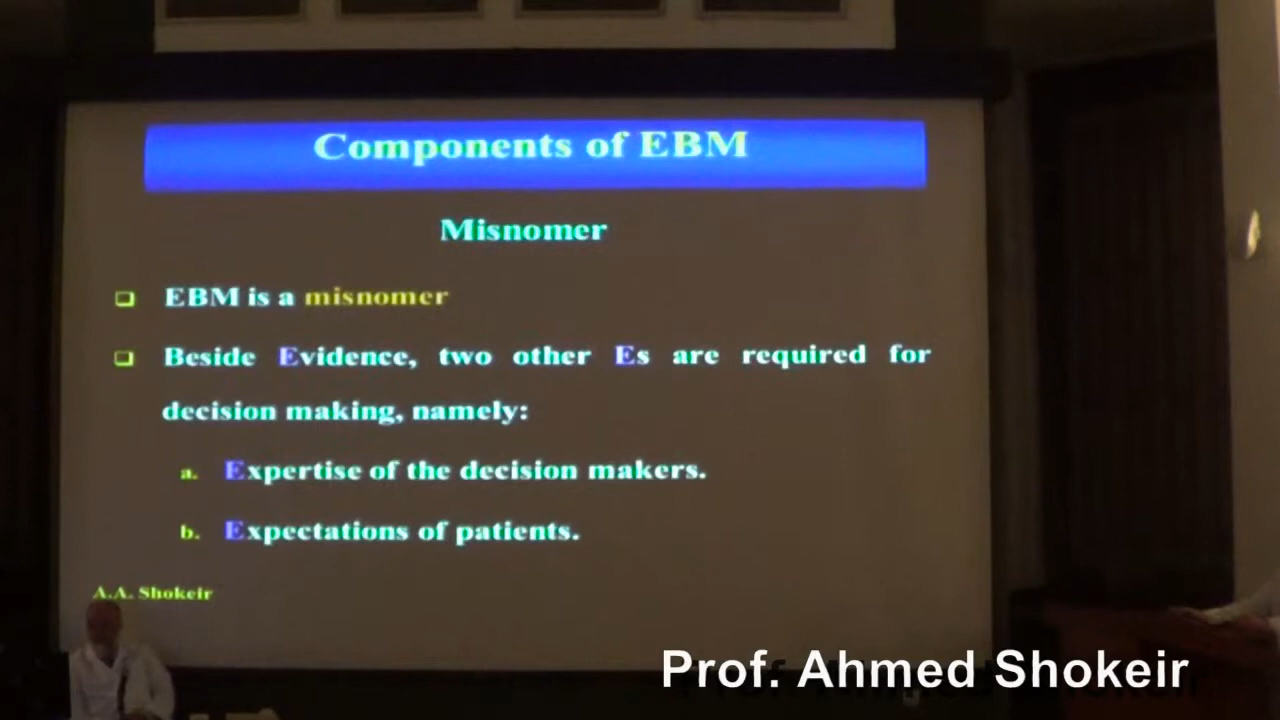 Components of EBM
Misnomer
❑ EBM is a misnomer
❑ Beside Evidence, two other Es are required for
decision making, namely:
a. Expertise of the decision makers.
b. Expectations of patients.
A.A. Shokeir
Prof. Ahmed Shokeir